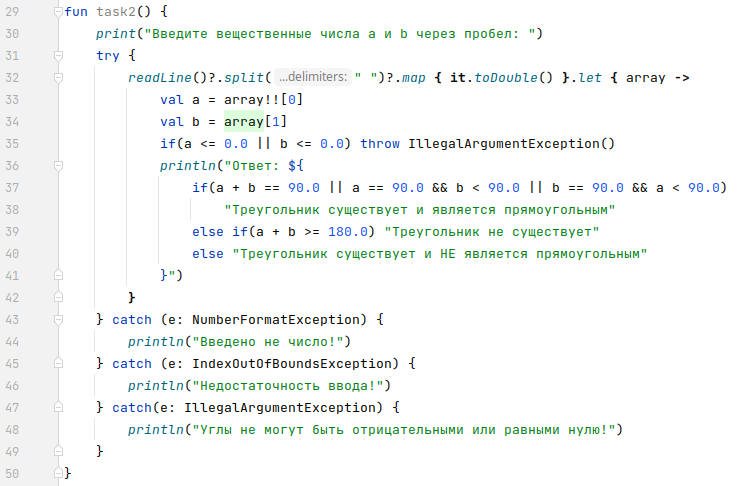 29 fun task2() {
30     print("Введите вещественные числа a и b через пробел: ")
31     try {
32         readLine()?.split( ...delimiters: " ")?.map { it.toDouble() }.let { array ->
33             val a = array!![0]
34             val b = array[1]
35             if(a <= 0.0 || b <= 0.0) throw IllegalArgumentException()
36             println("Ответ: ${
37                 if(a + b == 90.0 || a == 90.0 && b < 90.0 || b == 90.0 && a < 90.0)
38                     "Треугольник существует и является прямоугольным"
39                 else if(a + b >= 180.0) "Треугольник не существует"
40                 else "Треугольник существует и НЕ является прямоугольным"
41             }")
42         }
43     } catch (e: NumberFormatException) {
44         println("Введено не число!")
45     } catch (e: IndexOutOfBoundsException) {
46         println("Недостаточность ввода!")
47     } catch(e: IllegalArgumentException) {
48         println("Углы не могут быть отрицательными или равными нулю!")
49     }
50 }